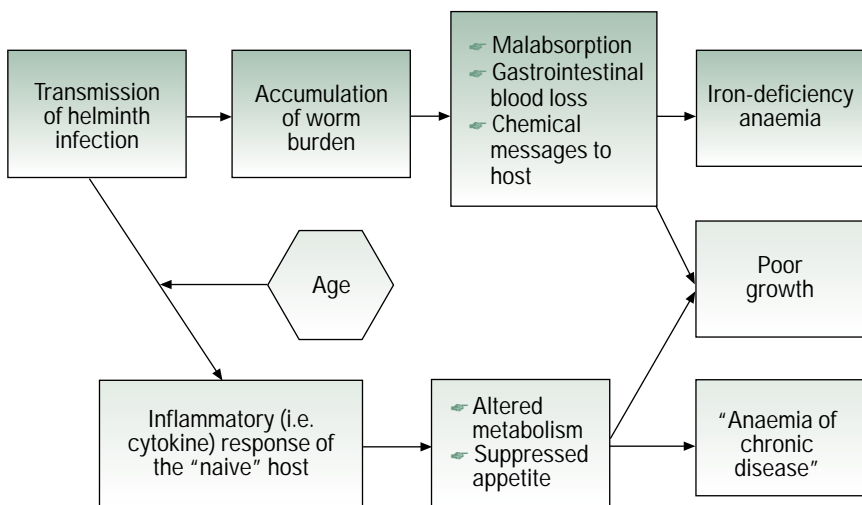 Transmission
of helminth
infection
Accumulation
of worm
burden
☛ Malabsorption
☛ Gastrointestinal
blood loss
☛ Chemical
messages to
host
Iron-deficiency
anaemia
Age
Poor
growth
Inflammatory (i.e.
cytokine) response of
the “naive” host
☛ Altered
metabolism
☛ Suppressed
appetite
“Anaemia of
chronic
disease”